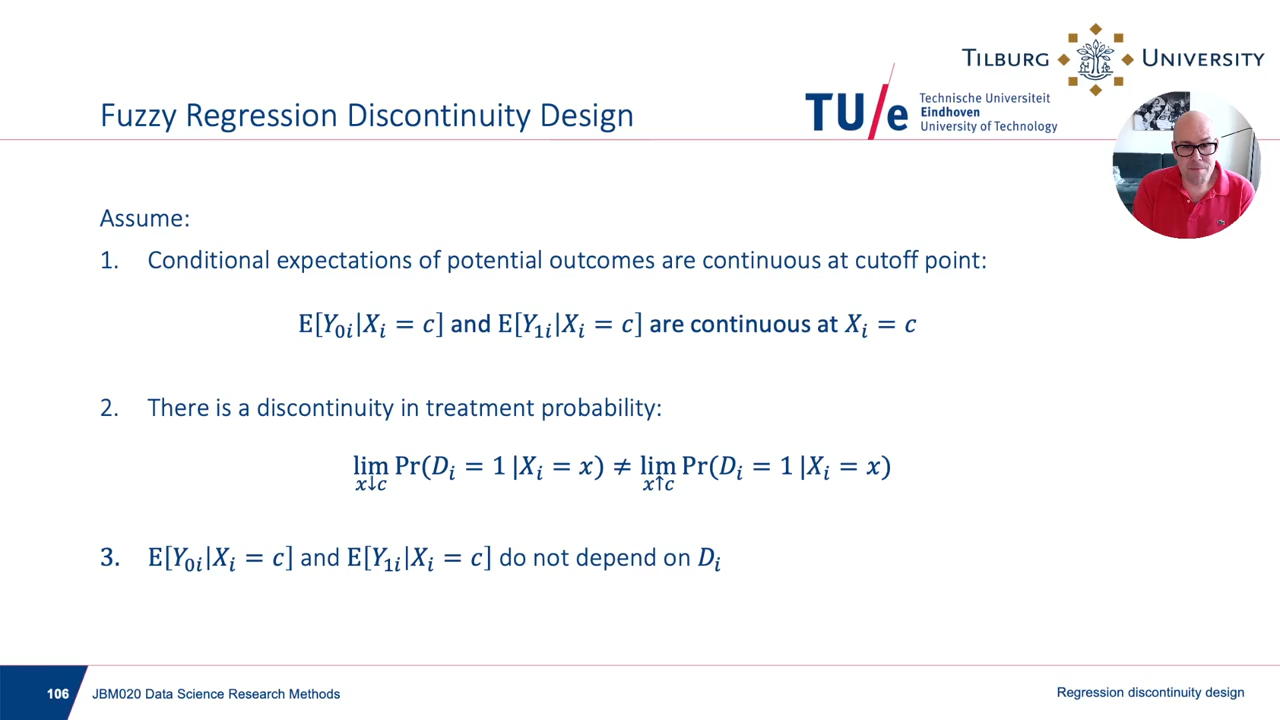 TILBURG UNIVERSITY
TU/e Technische Universiteit
Eindhoven
University of Technology
Fuzzy Regression Discontinuity Design
Assume:
1. Conditional expectations of potential outcomes are continuous at cutoff point:
E[Y₀ᵢ|Xᵢ = c] and E[Y₁ᵢ|Xᵢ = c] are continuous at Xᵢ = c
2. There is a discontinuity in treatment probability:
lim x↓c Pr(Dᵢ = 1 |Xᵢ = x) ≠ lim x↑c Pr(Dᵢ = 1 |Xᵢ = x)
3. E[Y₀ᵢ|Xᵢ = c] and E[Y₁ᵢ|Xᵢ = c] do not depend on Dᵢ
106 JBM020 Data Science Research Methods
Regression discontinuity design